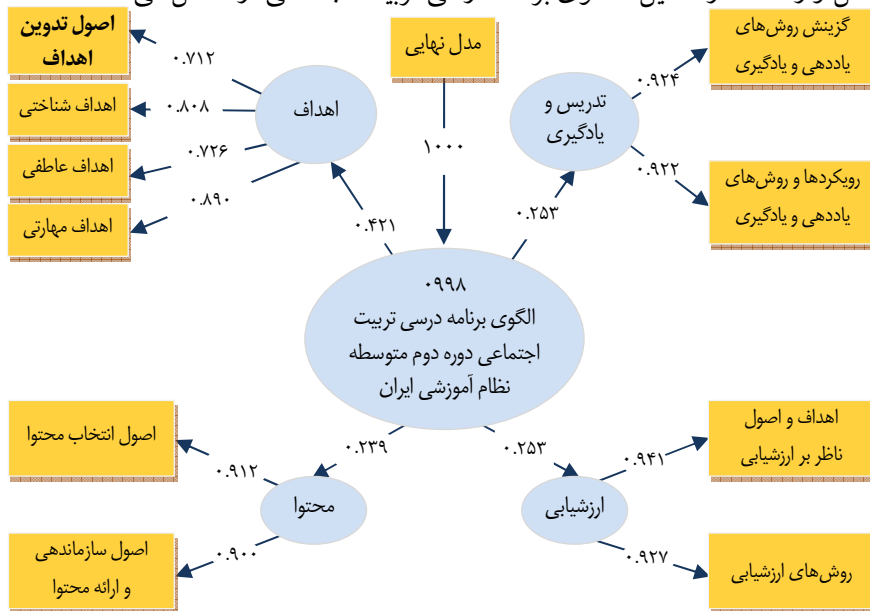 گزینش روش‌های
یاددهی و یادگیری
۰.۹۲۴
رویکردها و روش‌های
یاددهی و یادگیری
۰.۹۲۲
تدریس و
یادگیری
۰.۲۵۳
مدل نهایی
۱۰۰۰
اصول تدوین
اهداف
۰.۷۱۲
اهداف شناختی
۰.۸۰۸
اهداف عاطفی
۰.۷۲۶
اهداف مهارتی
۰.۸۹۰
اهداف
۰.۴۲۱
۰۹۹۸
الگوی برنامه درسی تربیت
اجتماعی دوره دوم متوسطه
نظام آموزشی ایران
اهداف و اصول
ناظر بر ارزشیابی
۰.۹۴۱
روش‌های ارزشیابی
۰.۹۲۷
ارزشیابی
۰.۲۵۳
اصول انتخاب محتوا
۰.۹۱۲
اصول سازماندهی
و ارائه محتوا
۰.۹۰۰
محتوا
۰.۲۳۹